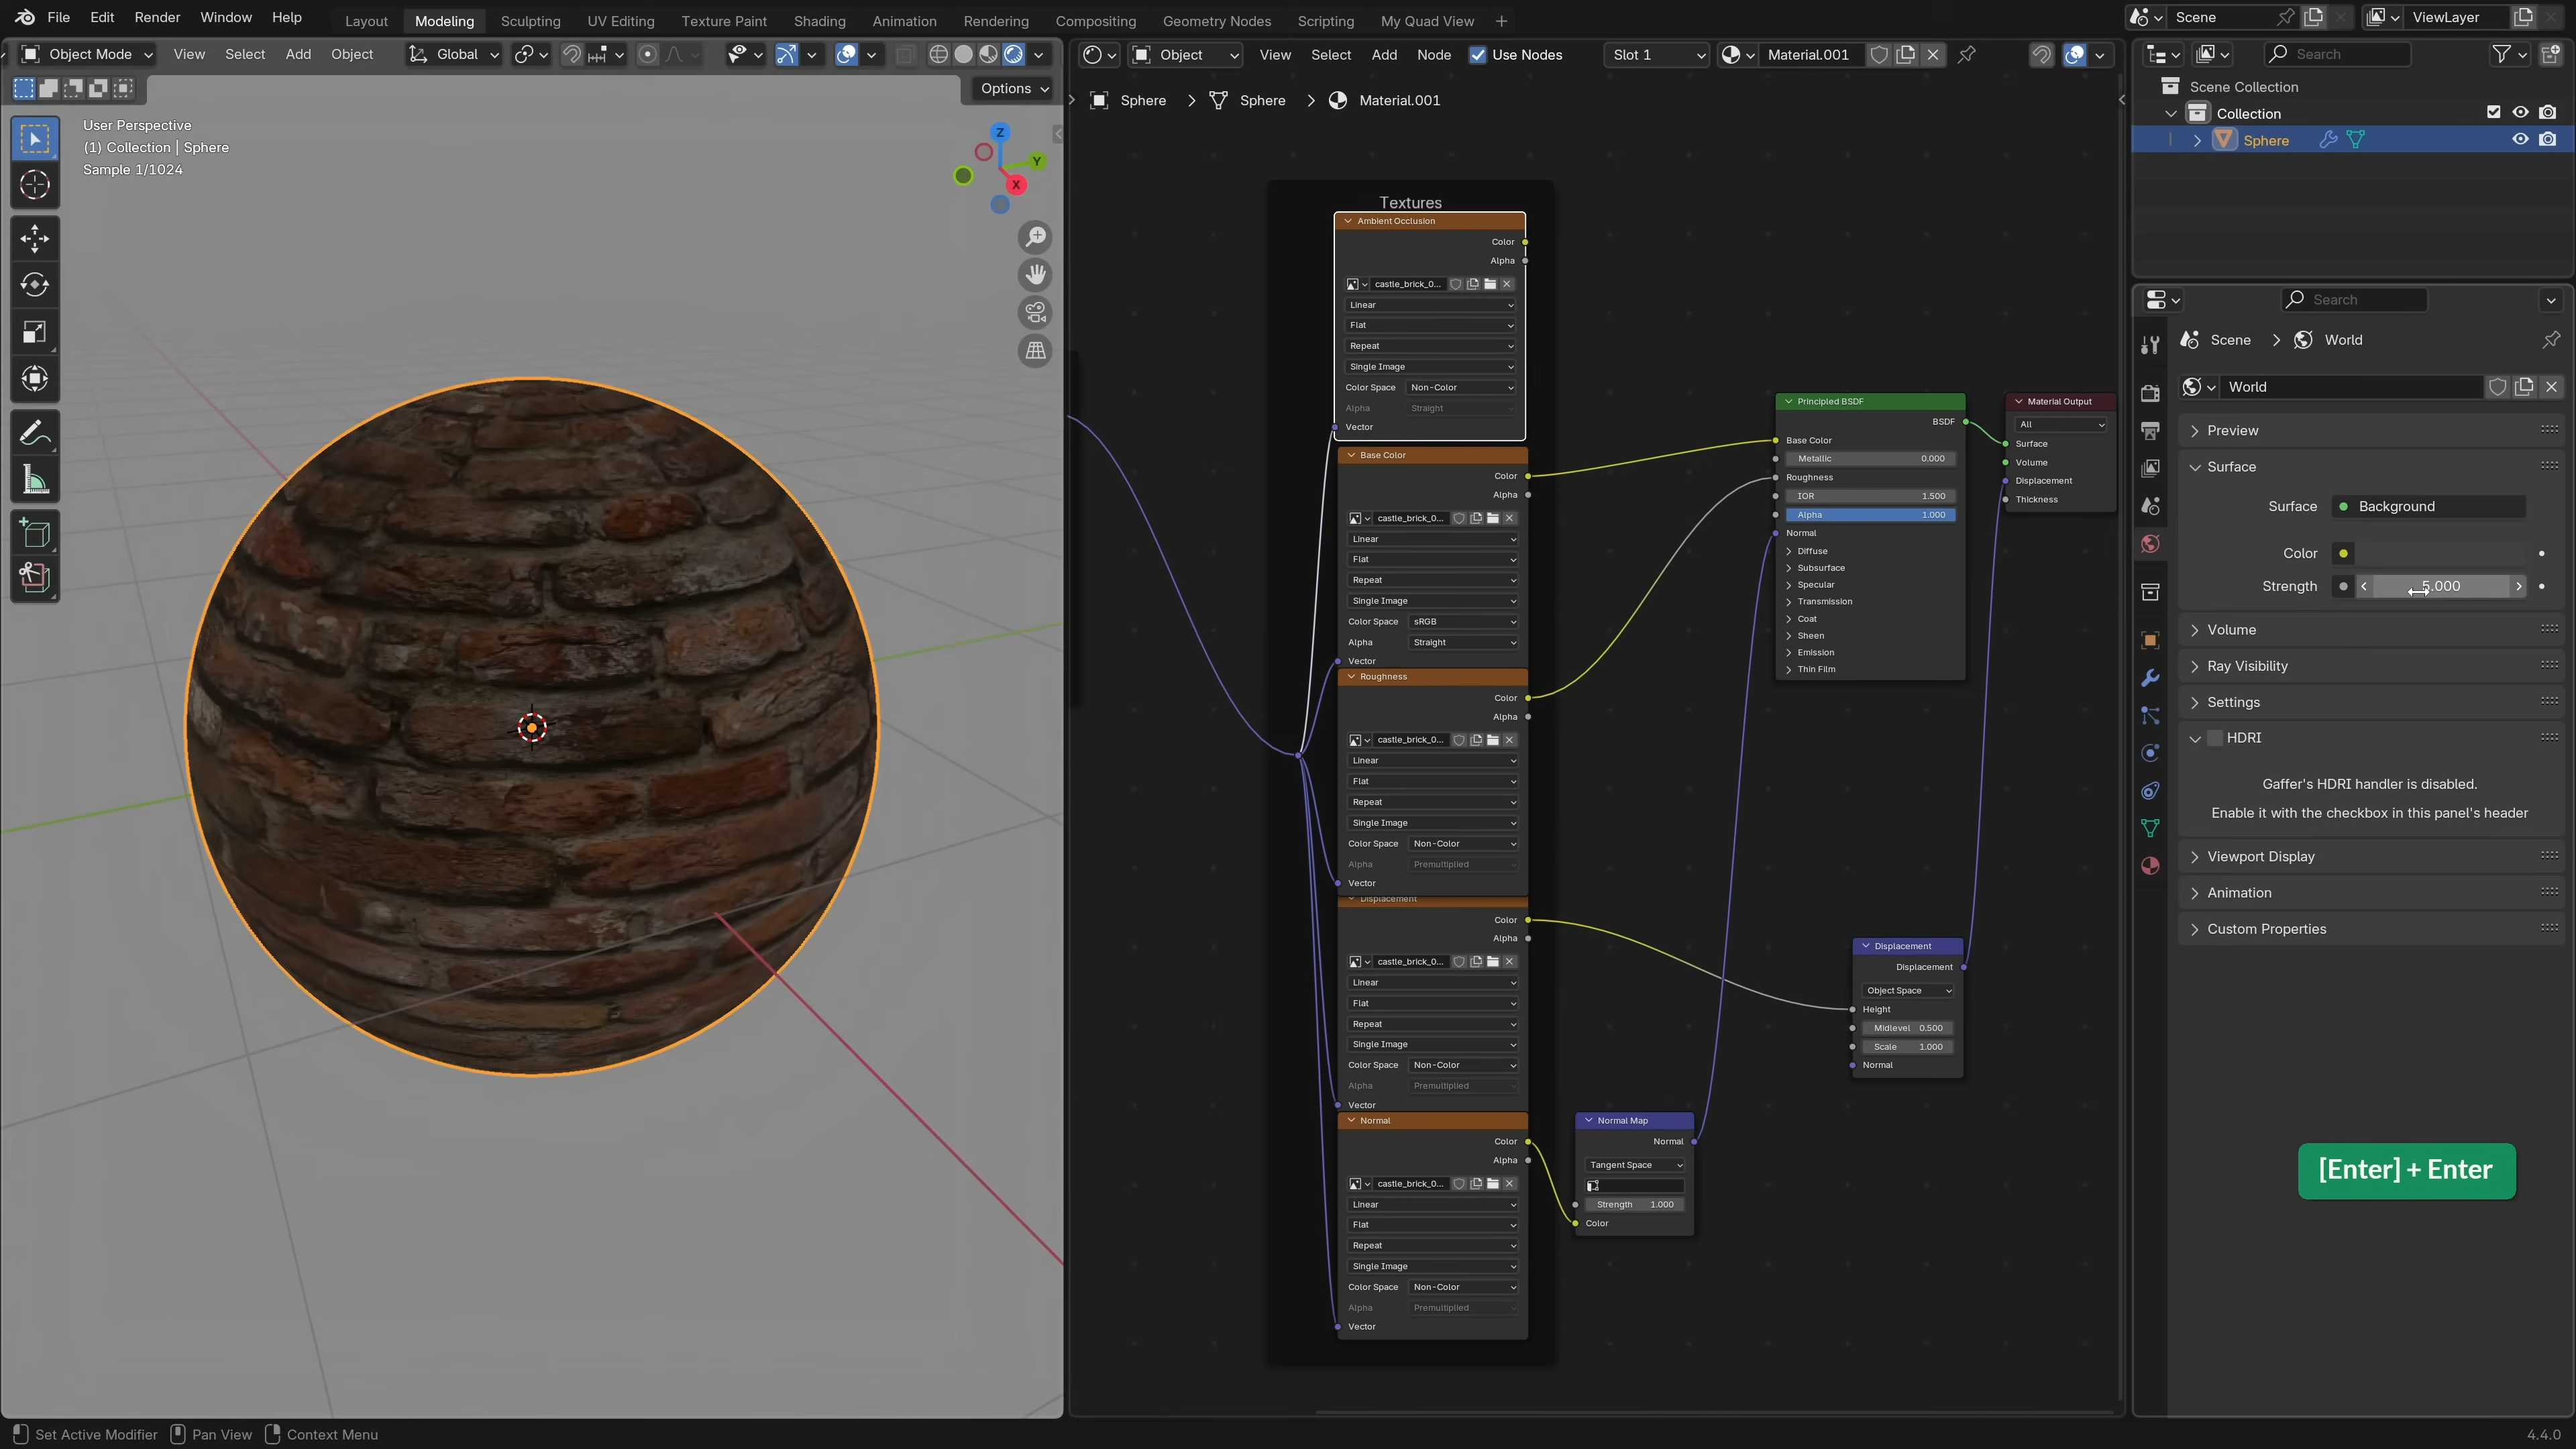 File Edit Render Window Help Layout Modeling Sculpting UV Editing Texture Paint Shading Animation Rendering Compositing Geometry Nodes Scripting My Quad View + Scene ViewLayer
Object Mode View Select Add Object Global
Options
User Perspective
(1) Collection | Sphere
Sample 1/1024
Z
Y
X
Object View Select Add Node Use Nodes Slot 1 Material.001
Sphere > Sphere > Material.001
Textures
Ambient Occlusion
Color
Alpha
castle_brick_0...
Linear
Flat
Repeat
Single Image
Color Space Non-Color
Alpha Straight
Vector
Base Color
Color
Alpha
castle_brick_0...
Linear
Flat
Repeat
Single Image
Color Space sRGB
Alpha Straight
Vector
Roughness
Color
Alpha
castle_brick_0...
Linear
Flat
Repeat
Single Image
Color Space Non-Color
Alpha Premultiplied
Vector
Displacement
Color
Alpha
castle_brick_0...
Linear
Flat
Repeat
Single Image
Color Space Non-Color
Alpha Premultiplied
Vector
Normal
Color
Alpha
castle_brick_0...
Linear
Flat
Repeat
Single Image
Color Space Non-Color
Alpha Premultiplied
Vector
Normal Map
Normal
Tangent Space
Strength 1.000
Color
Principled BSDF
BSDF
Base Color
Metallic 0.000
Roughness
IOR 1.500
Alpha 1.000
Normal
Diffuse
Subsurface
Specular
Transmission
Coat
Sheen
Emission
Thin Film
Material Output
All
Surface
Volume
Displacement
Thickness
Displacement
Displacement
Object Space
Height
Midlevel 0.500
Scale 1.000
Normal
Search
Scene Collection
Collection
Sphere
Search
Scene > World
World
Preview
Surface
Surface Background
Color
Strength 5.000
Volume
Ray Visibility
Settings
HDRI
Gaffer's HDRI handler is disabled.
Enable it with the checkbox in this panel's header
Viewport Display
Animation
Custom Properties
[Enter] + Enter
Set Active Modifier Pan View Context Menu 4.4.0